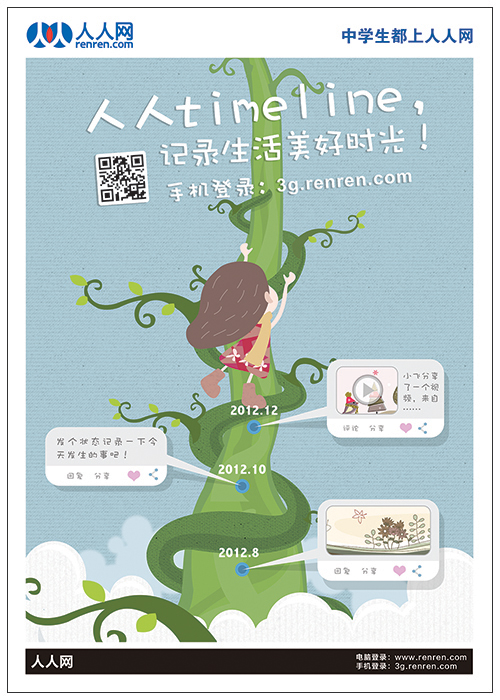 人人网
renren.com
中学生都上人人网
人人timeline，
记录生活美好时光！
手机登录：3g.renren.com
2012.12
小飞分享
了一个视
频，来自
……
评论 分享
发个状态记录一下今
天发生的事吧！
回复 分享
2012.10
2012.8
回复 分享
人人网
电脑登录：www.renren.com
手机登录：3g.renren.com